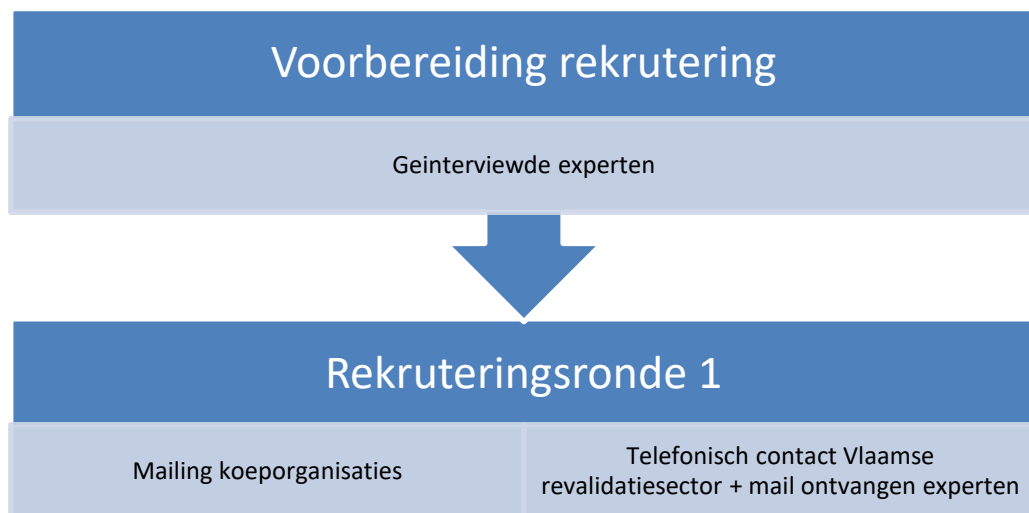 Voorbereiding rekrutering
Geinterviewde experten
Rekruteringsronde 1
Mailing koeporganisaties
Telefonisch contact Vlaamse
revalidatiesector + mail ontvangen experten